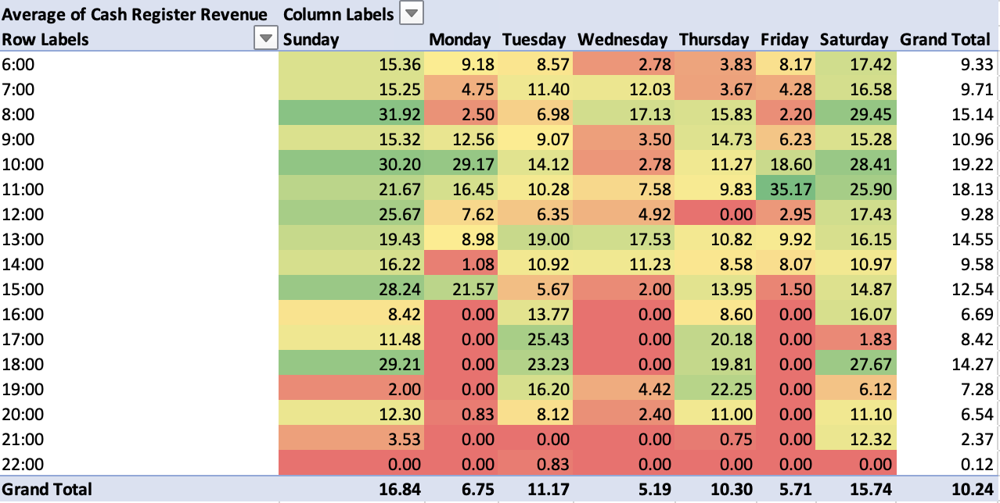 Average of Cash Register Revenue Column Labels
Row Labels Sunday Monday Tuesday Wednesday Thursday Friday Saturday Grand Total
6:00 15.36 9.18 8.57 2.78 3.83 8.17 17.42 9.33
7:00 15.25 4.75 11.40 12.03 3.67 4.28 16.58 9.71
8:00 31.92 2.50 6.98 17.13 15.83 2.20 29.45 15.14
9:00 15.32 12.56 9.07 3.50 14.73 6.23 15.28 10.96
10:00 30.20 29.17 14.12 2.78 11.27 18.60 28.41 19.22
11:00 21.67 16.45 10.28 7.58 9.83 35.17 25.90 18.13
12:00 25.67 7.62 6.35 4.92 0.00 2.95 17.43 9.28
13:00 19.43 8.98 19.00 17.53 10.82 9.92 16.15 14.55
14:00 16.22 1.08 10.92 11.23 8.58 8.07 10.97 9.58
15:00 28.24 21.57 5.67 2.00 13.95 1.50 14.87 12.54
16:00 8.42 0.00 13.77 0.00 8.60 0.00 16.07 6.69
17:00 11.48 0.00 25.43 0.00 20.18 0.00 1.83 8.42
18:00 29.21 0.00 23.23 0.00 19.81 0.00 27.67 14.27
19:00 2.00 0.00 16.20 4.42 22.25 0.00 6.12 7.28
20:00 12.30 0.83 8.12 2.40 11.00 0.00 11.10 6.54
21:00 3.53 0.00 0.00 0.00 0.75 0.00 12.32 2.37
22:00 0.00 0.00 0.83 0.00 0.00 0.00 0.00 0.12
Grand Total 16.84 6.75 11.17 5.19 10.30 5.71 15.74 10.24